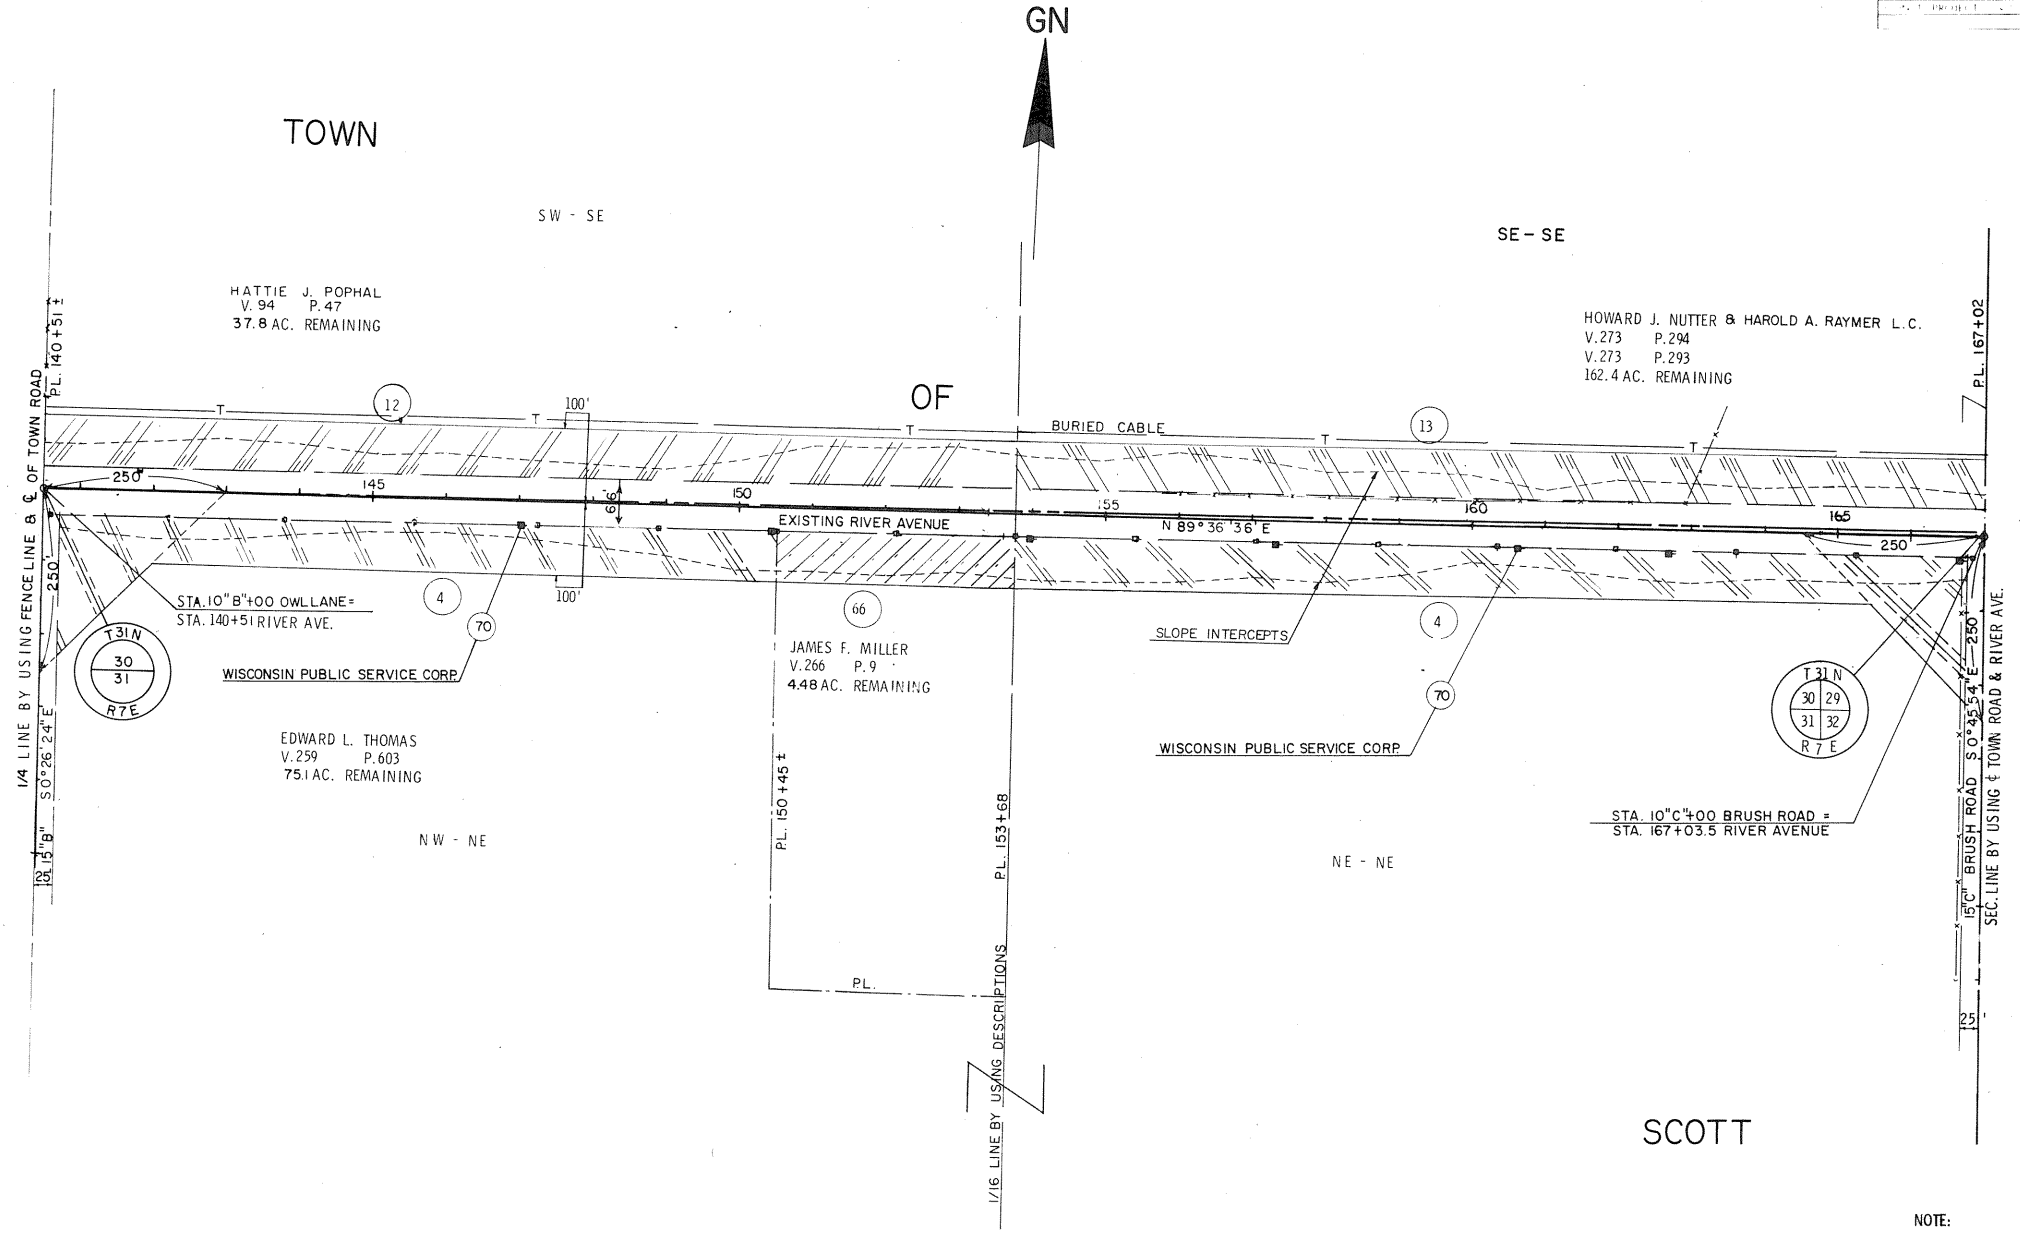 GN
TOWN
SW - SE
SE - SE
HATTIE J. POPHAL
V. 94 P. 47
37.8 AC. REMAINING
P.L. 140+51 ±
HOWARD J. NUTTER & HAROLD A. RAYMER L.C.
V.273 P.294
V.273 P.293
162.4 AC. REMAINING
P.L. 167+02
OF
12
100'
T
T
T
BURIED CABLE
13
T
T
1/4 LINE BY USING FENCE LINE & ℄ OF TOWN ROAD
250'
145
66'
150
155
160
165
EXISTING RIVER AVENUE
N 89°36'36" E
250'
250'
4
100'
66
4
STA. 10"B"+00 OWL LANE =
STA. 140+51 RIVER AVE.
70
T31N
30
31
R7E
WISCONSIN PUBLIC SERVICE CORP.
JAMES F. MILLER
V.266 P.9
4.48 AC. REMAINING
SLOPE INTERCEPTS
250'
T31N
30 29
31 32
R 7 E
70
WISCONSIN PUBLIC SERVICE CORP.
EDWARD L. THOMAS
V.259 P.603
75.1 AC. REMAINING
S0°26'24"E
15"B"
25'
NW - NE
P.L. 150+45 ±
P.L. 153+68
NE - NE
STA. 10"C"+00 BRUSH ROAD =
STA. 167+03.5 RIVER AVENUE
15"C" BRUSH ROAD S0°45'54"E
SEC. LINE BY USING ℄ TOWN ROAD & RIVER AVE.
P.L.
25'
1/16 LINE BY USING DESCRIPTIONS
SCOTT
NOTE: